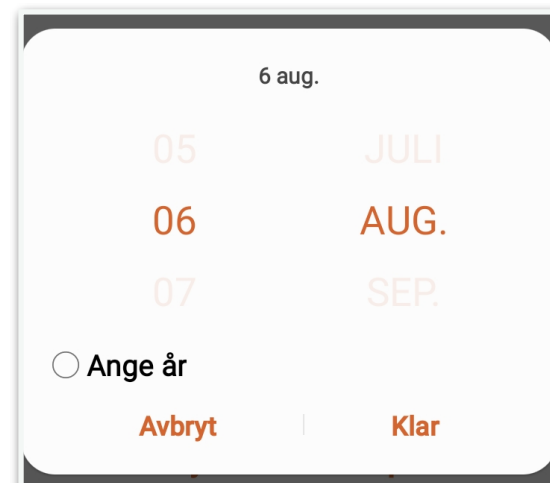 6 aug.
05 JULI
06 AUG.
07 SEP.
Ange år
Avbryt Klar